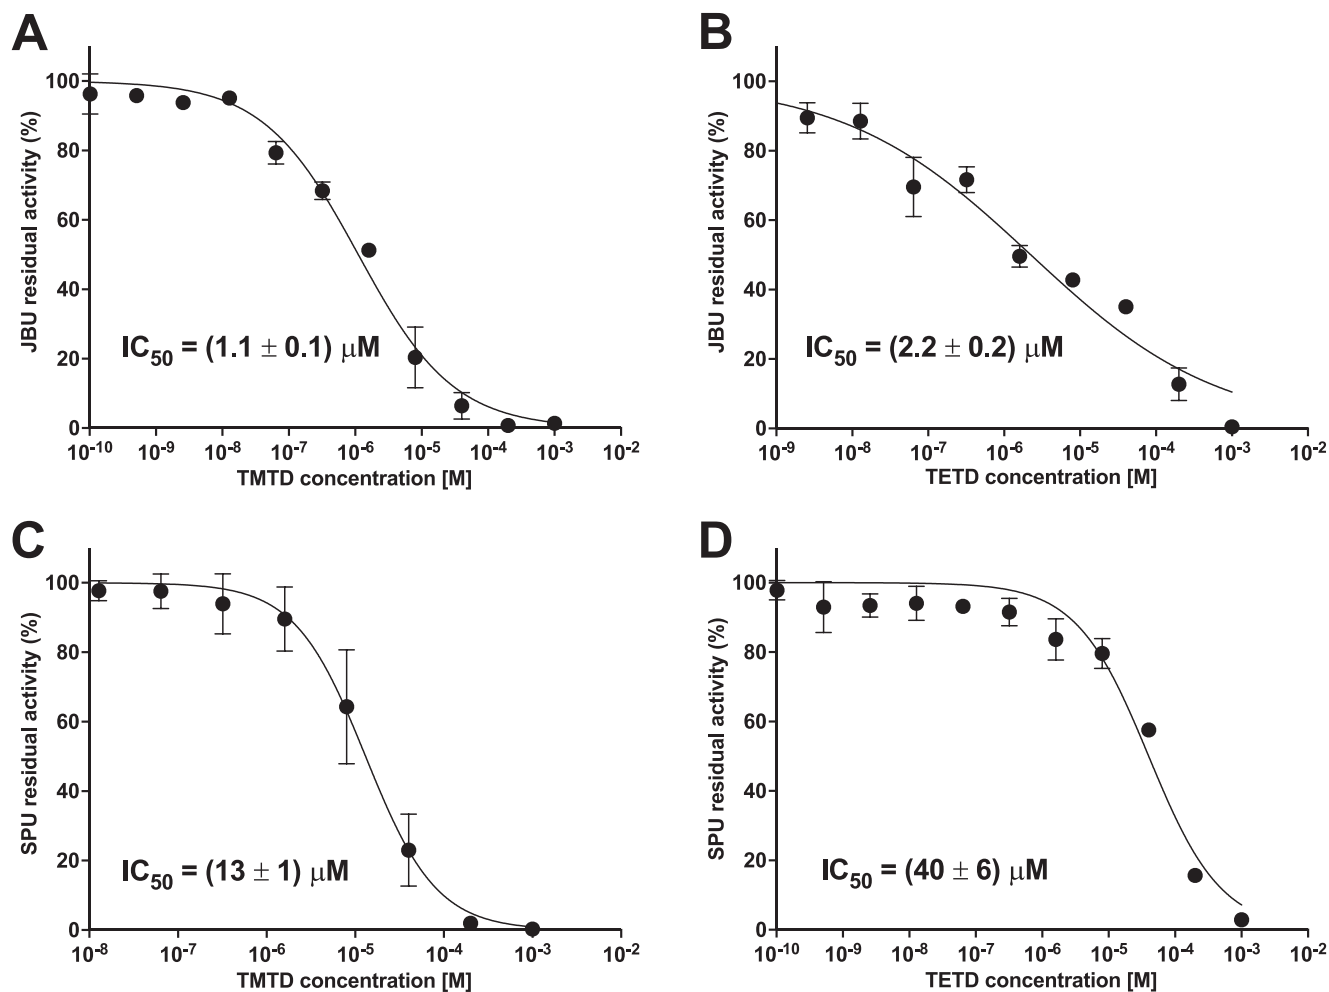 A
JBU residual activity (%)
100
80
60
40
20
0
IC50 = (1.1 ± 0.1) μM
10-10 10-9 10-8 10-7 10-6 10-5 10-4 10-3 10-2
TMTD concentration [M]
B
JBU residual activity (%)
100
80
60
40
20
0
IC50 = (2.2 ± 0.2) μM
10-9 10-8 10-7 10-6 10-5 10-4 10-3 10-2
TETD concentration [M]
C
SPU residual activity (%)
100
80
60
40
20
0
IC50 = (13 ± 1) μM
10-8 10-7 10-6 10-5 10-4 10-3 10-2
TMTD concentration [M]
D
SPU residual activity (%)
100
80
60
40
20
0
IC50 = (40 ± 6) μM
10-10 10-9 10-8 10-7 10-6 10-5 10-4 10-3 10-2
TETD concentration [M]